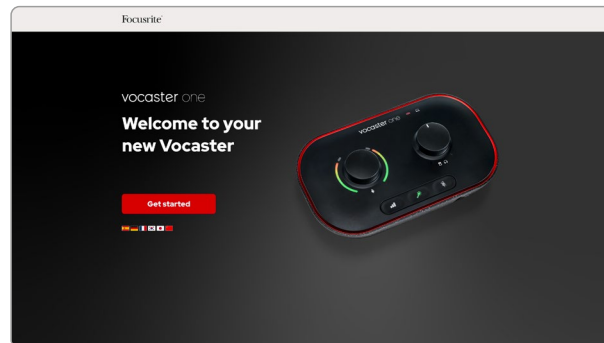 Focusrite
vocaster one
Welcome to your
new Vocaster
vocaster one
Get started